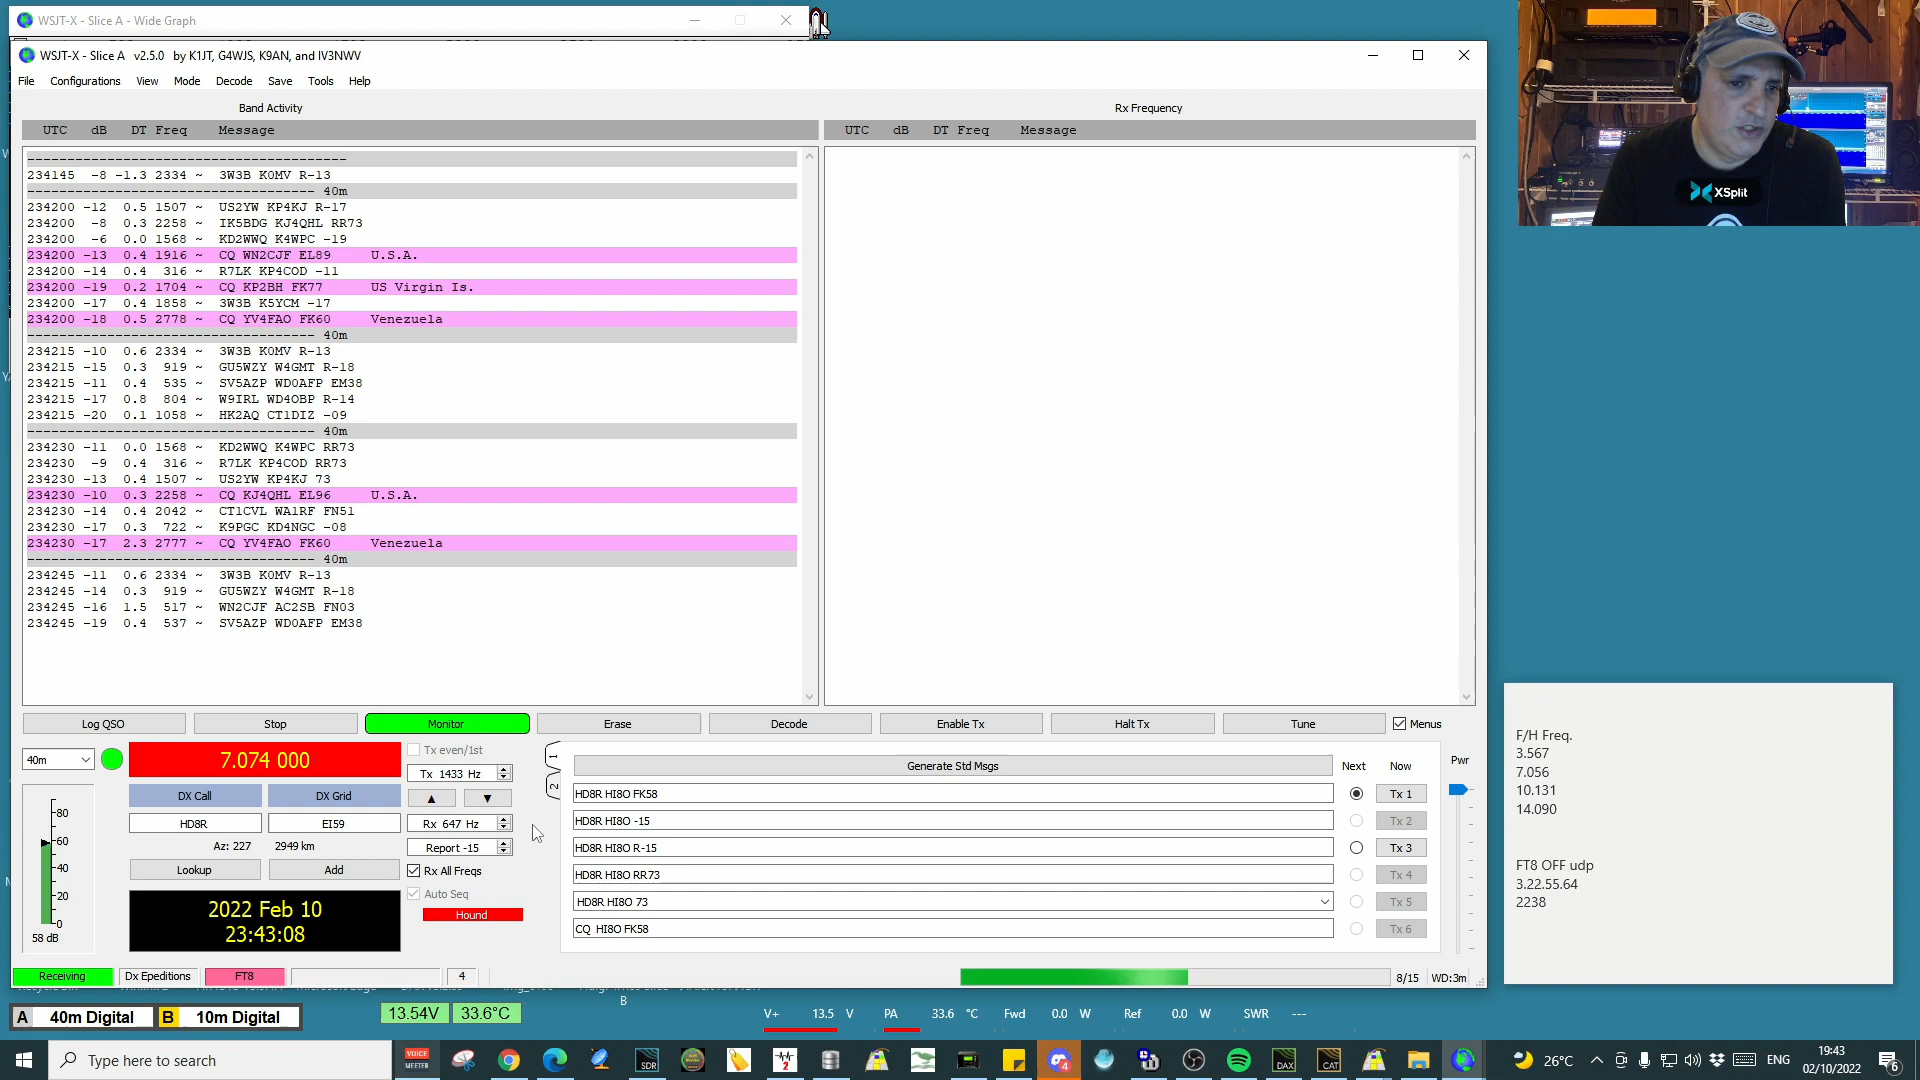 WSJT-X - Slice A - Wide Graph
WSJT-X - Slice A   v2.5.0   by K1JT, G4WJS, K9AN, and IV3NWV
File Configurations View Mode Decode Save Tools Help
Band Activity
UTC dB DT Freq Message
----------------------------------------
234145 -8 -1.3 2334 ~ 3W3B K0MV R-13
------------------------------------ 40m
234200 -12 0.5 1507 ~ US2YW KP4KJ R-17
234200 -8 0.3 2258 ~ IK5BDG KJ4QHL RR73
234200 -6 0.0 1568 ~ KD2WWQ K4WPC -19
234200 -13 0.4 1916 ~ CQ WN2CJF EL89 U.S.A.
234200 -14 0.4 316 ~ R7LK KP4COD -11
234200 -19 0.2 1704 ~ CQ KP2BH FK77 US Virgin Is.
234200 -17 0.4 1858 ~ 3W3B K5YCM -17
234200 -18 0.5 2778 ~ CQ YV4FAO FK60 Venezuela
------------------------------------ 40m
234215 -10 0.6 2334 ~ 3W3B K0MV R-13
234215 -15 0.3 919 ~ GU5WZY W4GMT R-18
234215 -11 0.4 535 ~ SV5AZP WD0AFP EM38
234215 -17 0.8 804 ~ W9IRL WD4OBP R-14
234215 -20 0.1 1058 ~ HK2AQ CT1DIZ -09
------------------------------------ 40m
234230 -11 0.0 1568 ~ KD2WWQ K4WPC RR73
234230 -9 0.4 316 ~ R7LK KP4COD RR73
234230 -13 0.4 1507 ~ US2YW KP4KJ 73
234230 -10 0.3 2258 ~ CQ KJ4QHL EL96 U.S.A.
234230 -14 0.4 2042 ~ CT1CVL WA1RF FN51
234230 -17 0.3 722 ~ K9PGC KD4NGC -08
234230 -17 2.3 2777 ~ CQ YV4FAO FK60 Venezuela
------------------------------------ 40m
234245 -11 0.6 2334 ~ 3W3B K0MV R-13
234245 -14 0.3 919 ~ GU5WZY W4GMT R-18
234245 -16 1.5 517 ~ WN2CJF AC2SB FN03
234245 -19 0.4 537 ~ SV5AZP WD0AFP EM38
Rx Frequency
UTC dB DT Freq Message
XSplit
Log QSO Stop Monitor Erase Decode Enable Tx Halt Tx Tune Menus
40m 7.074 000
DX Call DX Grid
HD8R EI59
Az: 227 2949 km
Lookup Add
2022 Feb 10
23:43:08
80
60
40
20
0
58 dB
Tx even/1st
Tx 1433 Hz
▲ ▼
Rx 647 Hz
Report -15
Rx All Freqs
Auto Seq
Hound
1
2
Generate Std Msgs Next Now Pwr
HD8R HI8O FK58 Tx 1
HD8R HI8O -15 Tx 2
HD8R HI8O R-15 Tx 3
HD8R HI8O RR73 Tx 4
HD8R HI8O 73 Tx 5
CQ HI8O FK58 Tx 6
Receiving Dx Epeditions FT8 4 8/15 WD:3m
F/H Freq.
3.567
7.056
10.131
14.090
FT8 OFF udp
3.22.55.64
2238
B
A 40m Digital B 10m Digital 13.54V 33.6°C V+ 13.5 V PA 33.6 °C Fwd 0.0 W Ref 0.0 W SWR ---
Type here to search
VOICE
MEETER
SDR
2
4
DAX
CAT
26°C ENG 19:43
02/10/2022
6